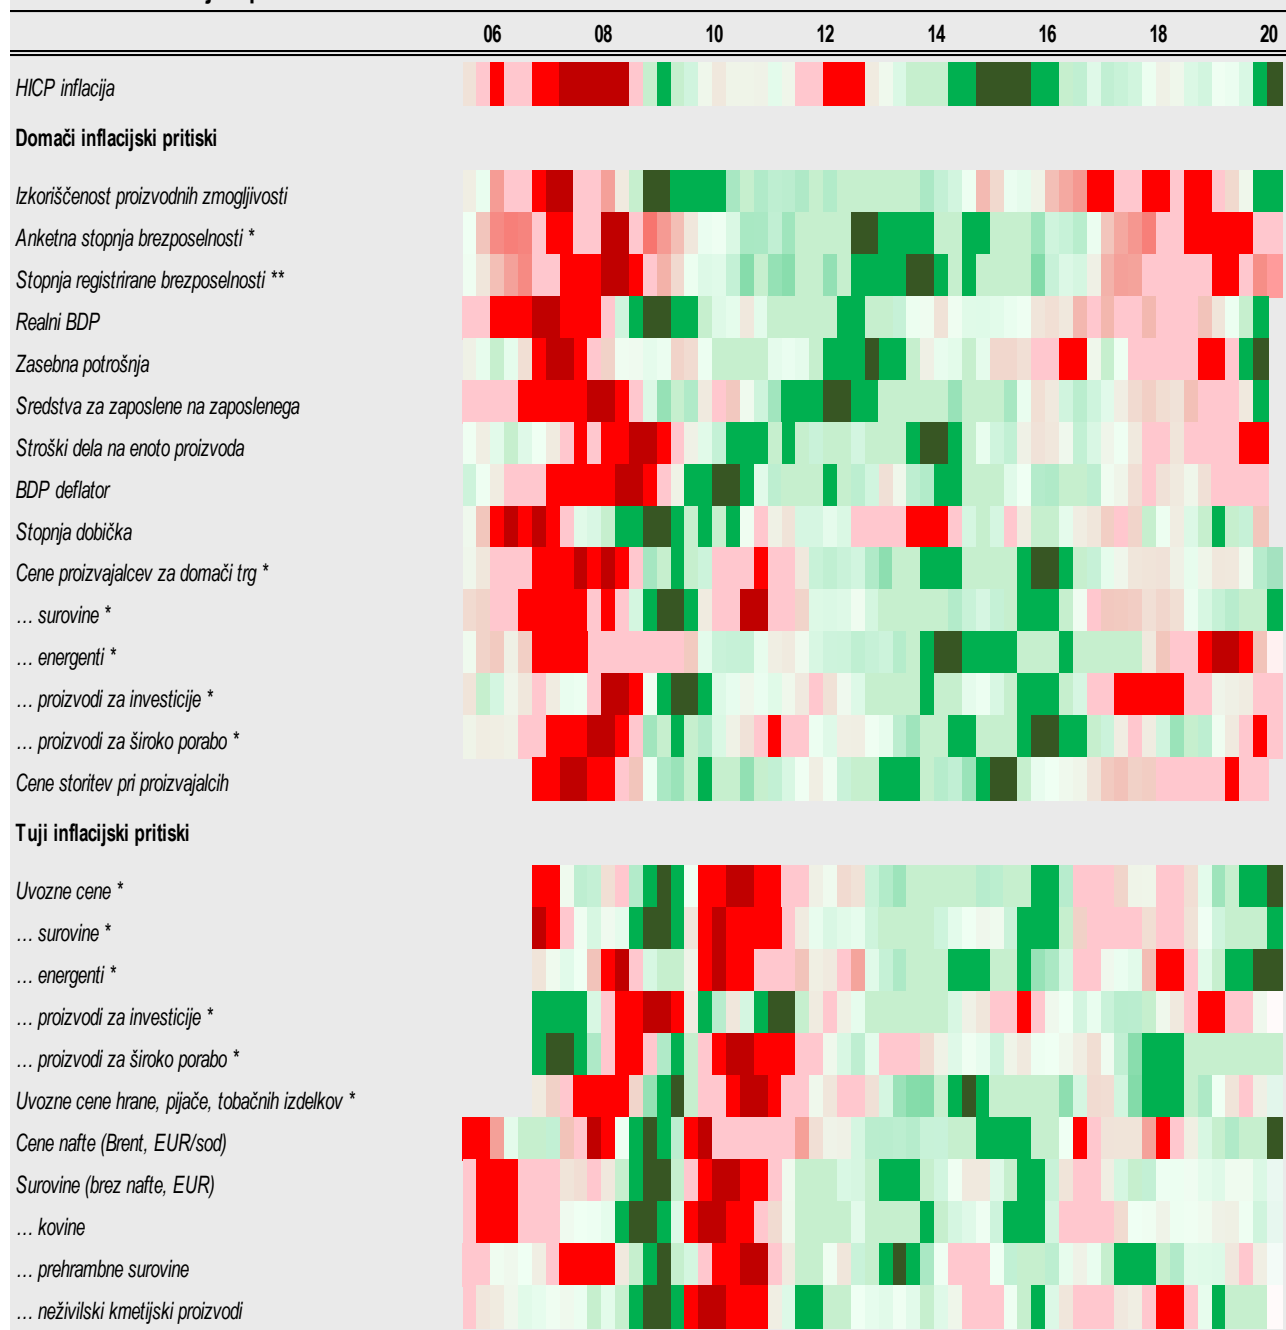 06 08 10 12 14 16 18 20
HICP inflacija
Domači inflacijski pritiski
Izkoriščenost proizvodnih zmogljivosti
Anketna stopnja brezposelnosti *
Stopnja registrirane brezposelnosti **
Realni BDP
Zasebna potrošnja
Sredstva za zaposlene na zaposlenega
Stroški dela na enoto proizvoda
BDP deflator
Stopnja dobička
Cene proizvajalcev za domači trg *
… surovine *
… energenti *
… proizvodi za investicije *
… proizvodi za široko porabo *
Cene storitev pri proizvajalcih
Tuji inflacijski pritiski
Uvozne cene *
… surovine *
… energenti *
… proizvodi za investicije *
… proizvodi za široko porabo *
Uvozne cene hrane, pijače, tobačnih izdelkov *
Cene nafte (Brent, EUR/sod)
Surovine (brez nafte, EUR)
… kovine
… prehrambne surovine
… neživilski kmetijski proizvodi